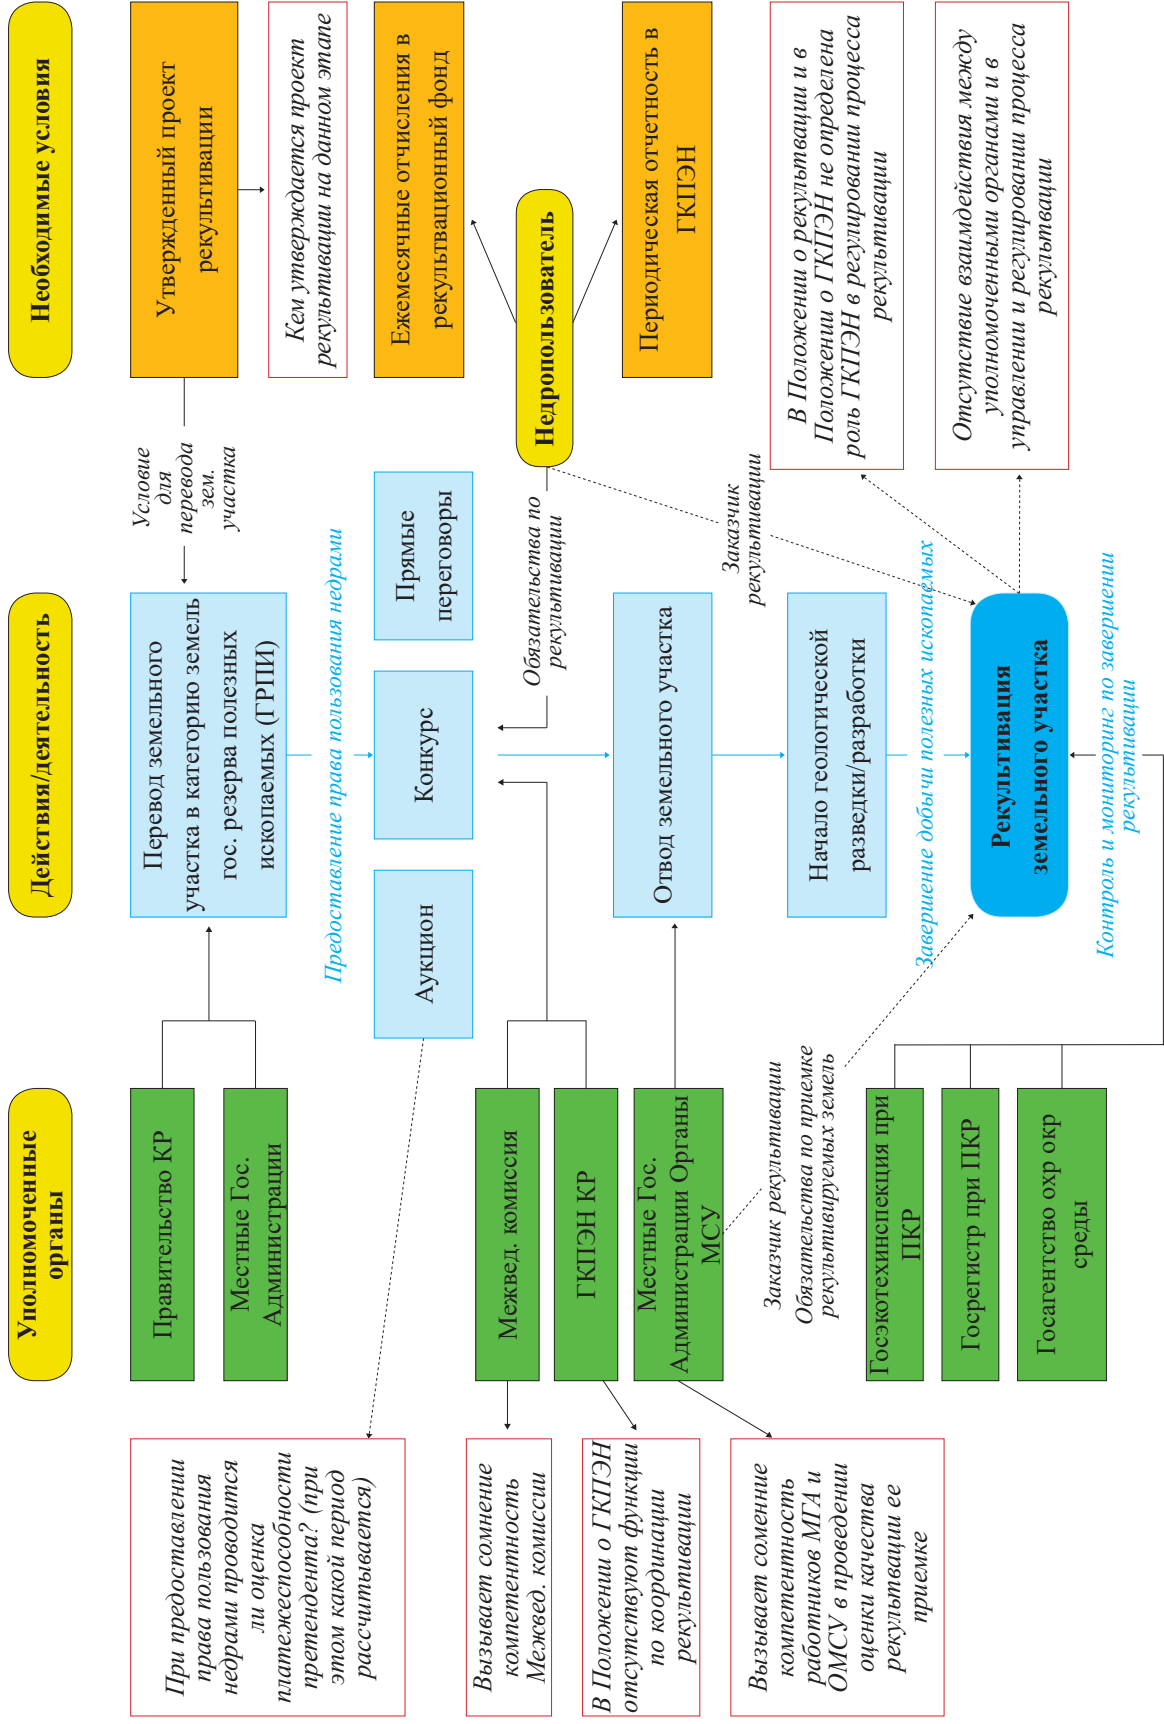 Уполномоченные
органы
Действия/деятельность
Необходимые условия
При предоставлении
права пользования
недрами проводится
ли оценка
платежеспособности
претендента? (при
этом какой период
рассчитывается)
Правительство КР
Местные Гос.
Администрации
Перевод земельного
участка в категорию земель
гос. резерва полезных
ископаемых (ГРПИ)
Условие
для
перевода
зем.
участка
Утвержденный проект
рекультивации
Кем утверждается проект
рекультивации на данном этапе
Предоставление права пользования недрами
Аукцион
Конкурс
Прямые
переговоры
Ежемесячные отчисления в
рекультвационный фонд
Вызывает сомнение
компетентность
Межвед. комиссии
Межвед. комиссия
Обязательства по
рекультивации
Недропользователь
В Положении о ГКПЭН
отсутствуют функции
по координации
рекультивации
ГКПЭН КР
Местные Гос.
Администрации Органы
МСУ
Отвод земельного участка
Периодическая отчетность в
ГКПЭН
Вызывает сомение
компетентность
работников МГА и
ОМСУ в проведении
оценки качества
рекультвации ее
приемке
Заказчик рекультивации
Обязательства по приемке
рекультивируемых земель
Начало геологической
разведки/разработки
Заказчик
рекультивации
В Положении о рекультвации и в
Положении о ГКПЭН не определена
роль ГКПЭН в регулировании процесса
рекультивации
Госэкотехинспекция при
ПКР
Завершение добычи полезных ископаемых
Госрегистр при ПКР
Рекультивация
земельного участка
Отсутствие взаимдействия между
уполномоченными органами и в
управлении и регулировании процесса
рекультвации
Госагентство охр окр
среды
Контроль и мониторинг по завершении
рекультивации